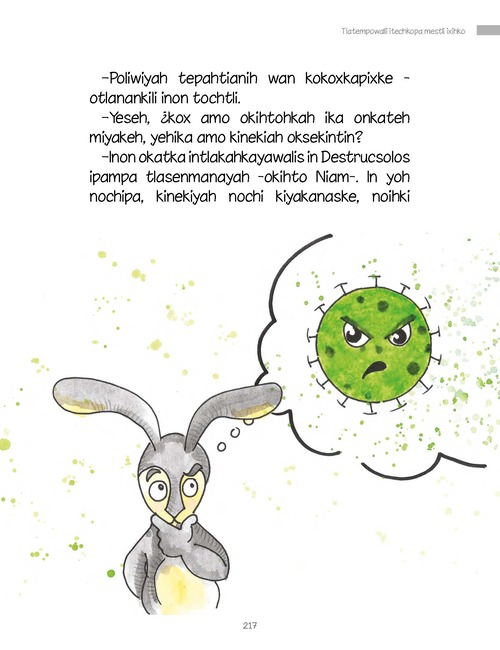 Tlatempowalli itechkopa mestli ixihko
–Poliwiyah tepahtianih wan kokoxkapixke -
otlanankili inon tochtli.
–Yeseh, ¿kox amo okihtohkah ika onkateh
miyakeh, yehika amo kinekiah oksekintin?
–Inon okatka intlakahkayawalis in Destrucsolos
ipampa tlasenmanayah -okihto Niam-. In yoh
nochipa, kinekiyah nochi kiyakanaske, noihki
217